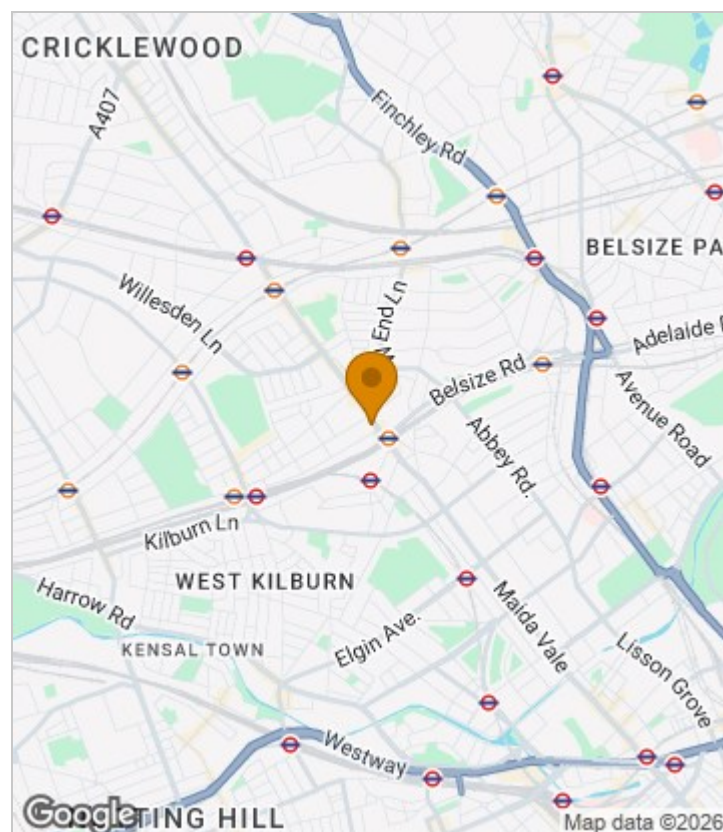 CRICKLEWOOD
A407
Finchley Rd
BELSIZE PA
Willesden Ln
End Ln
Adelaide
Belsize Rd
Avenue Road
Abbey Rd.
Kilburn Ln
WEST KILBURN
Harrow Rd
Maida Vale
Elgin Ave.
KENSAL TOWN
Lisson Grove
Westway
Google
TING HILL
Map data ©2026